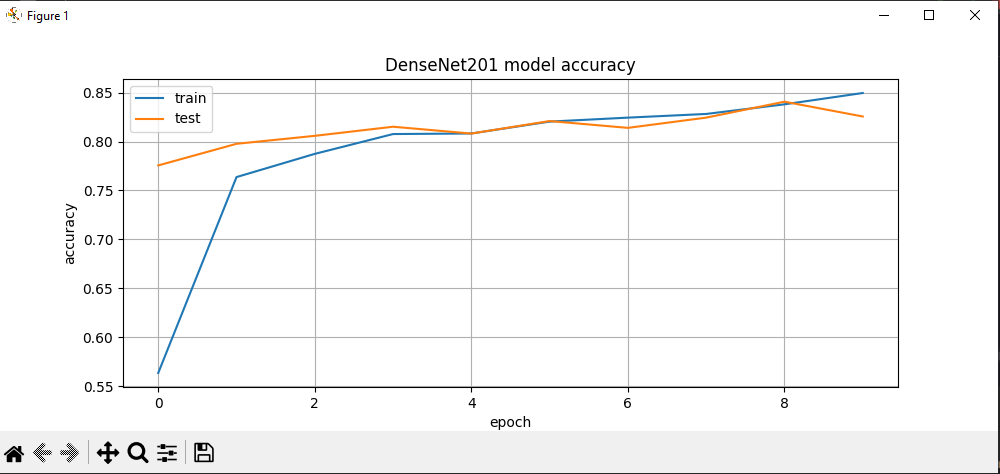 Figure 1
DenseNet201 model accuracy
train
test
accuracy
0.85
0.80
0.75
0.70
0.65
0.60
0.55
0 2 4 6 8
epoch